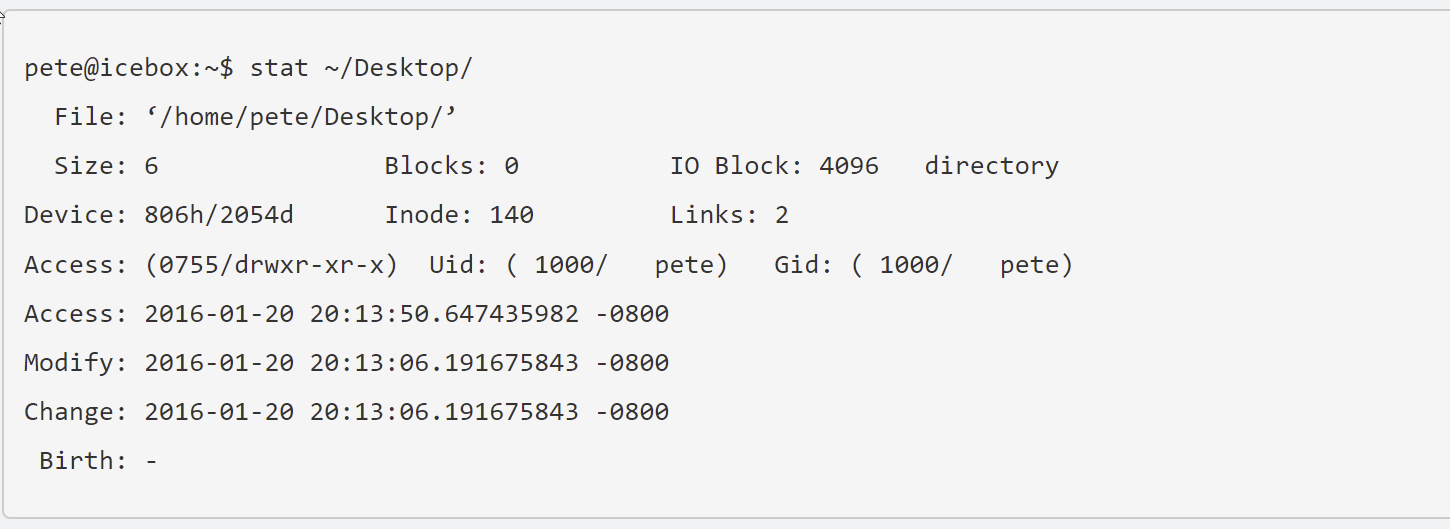 pete@icebox:~$ stat ~/Desktop/
  File: ‘/home/pete/Desktop/’
  Size: 6               Blocks: 0          IO Block: 4096   directory
Device: 806h/2054d      Inode: 140         Links: 2
Access: (0755/drwxr-xr-x)  Uid: ( 1000/   pete)   Gid: ( 1000/   pete)
Access: 2016-01-20 20:13:50.647435982 -0800
Modify: 2016-01-20 20:13:06.191675843 -0800
Change: 2016-01-20 20:13:06.191675843 -0800
 Birth: -